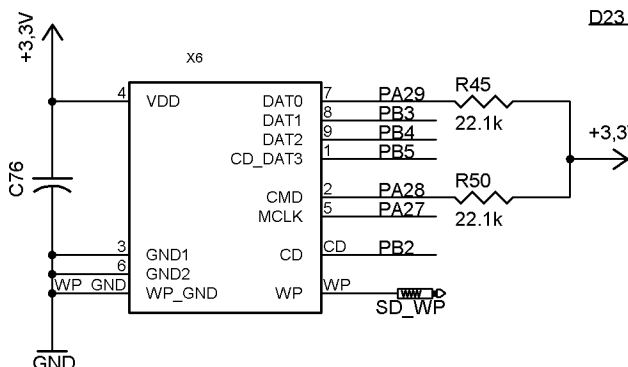 D23
+3,3V
X6
4 VDD DAT0 7 PA29 R45
22.1k
DAT1 8 PB3
DAT2 9 PB4
CD_DAT3 1 PB5
+3,3V
C76
CMD 2 PA28 R50
22.1k
MCLK 5 PA27
3 GND1 CD CD PB2
6 GND2
WP_GND WP_GND WP WP
SD_WP
GND